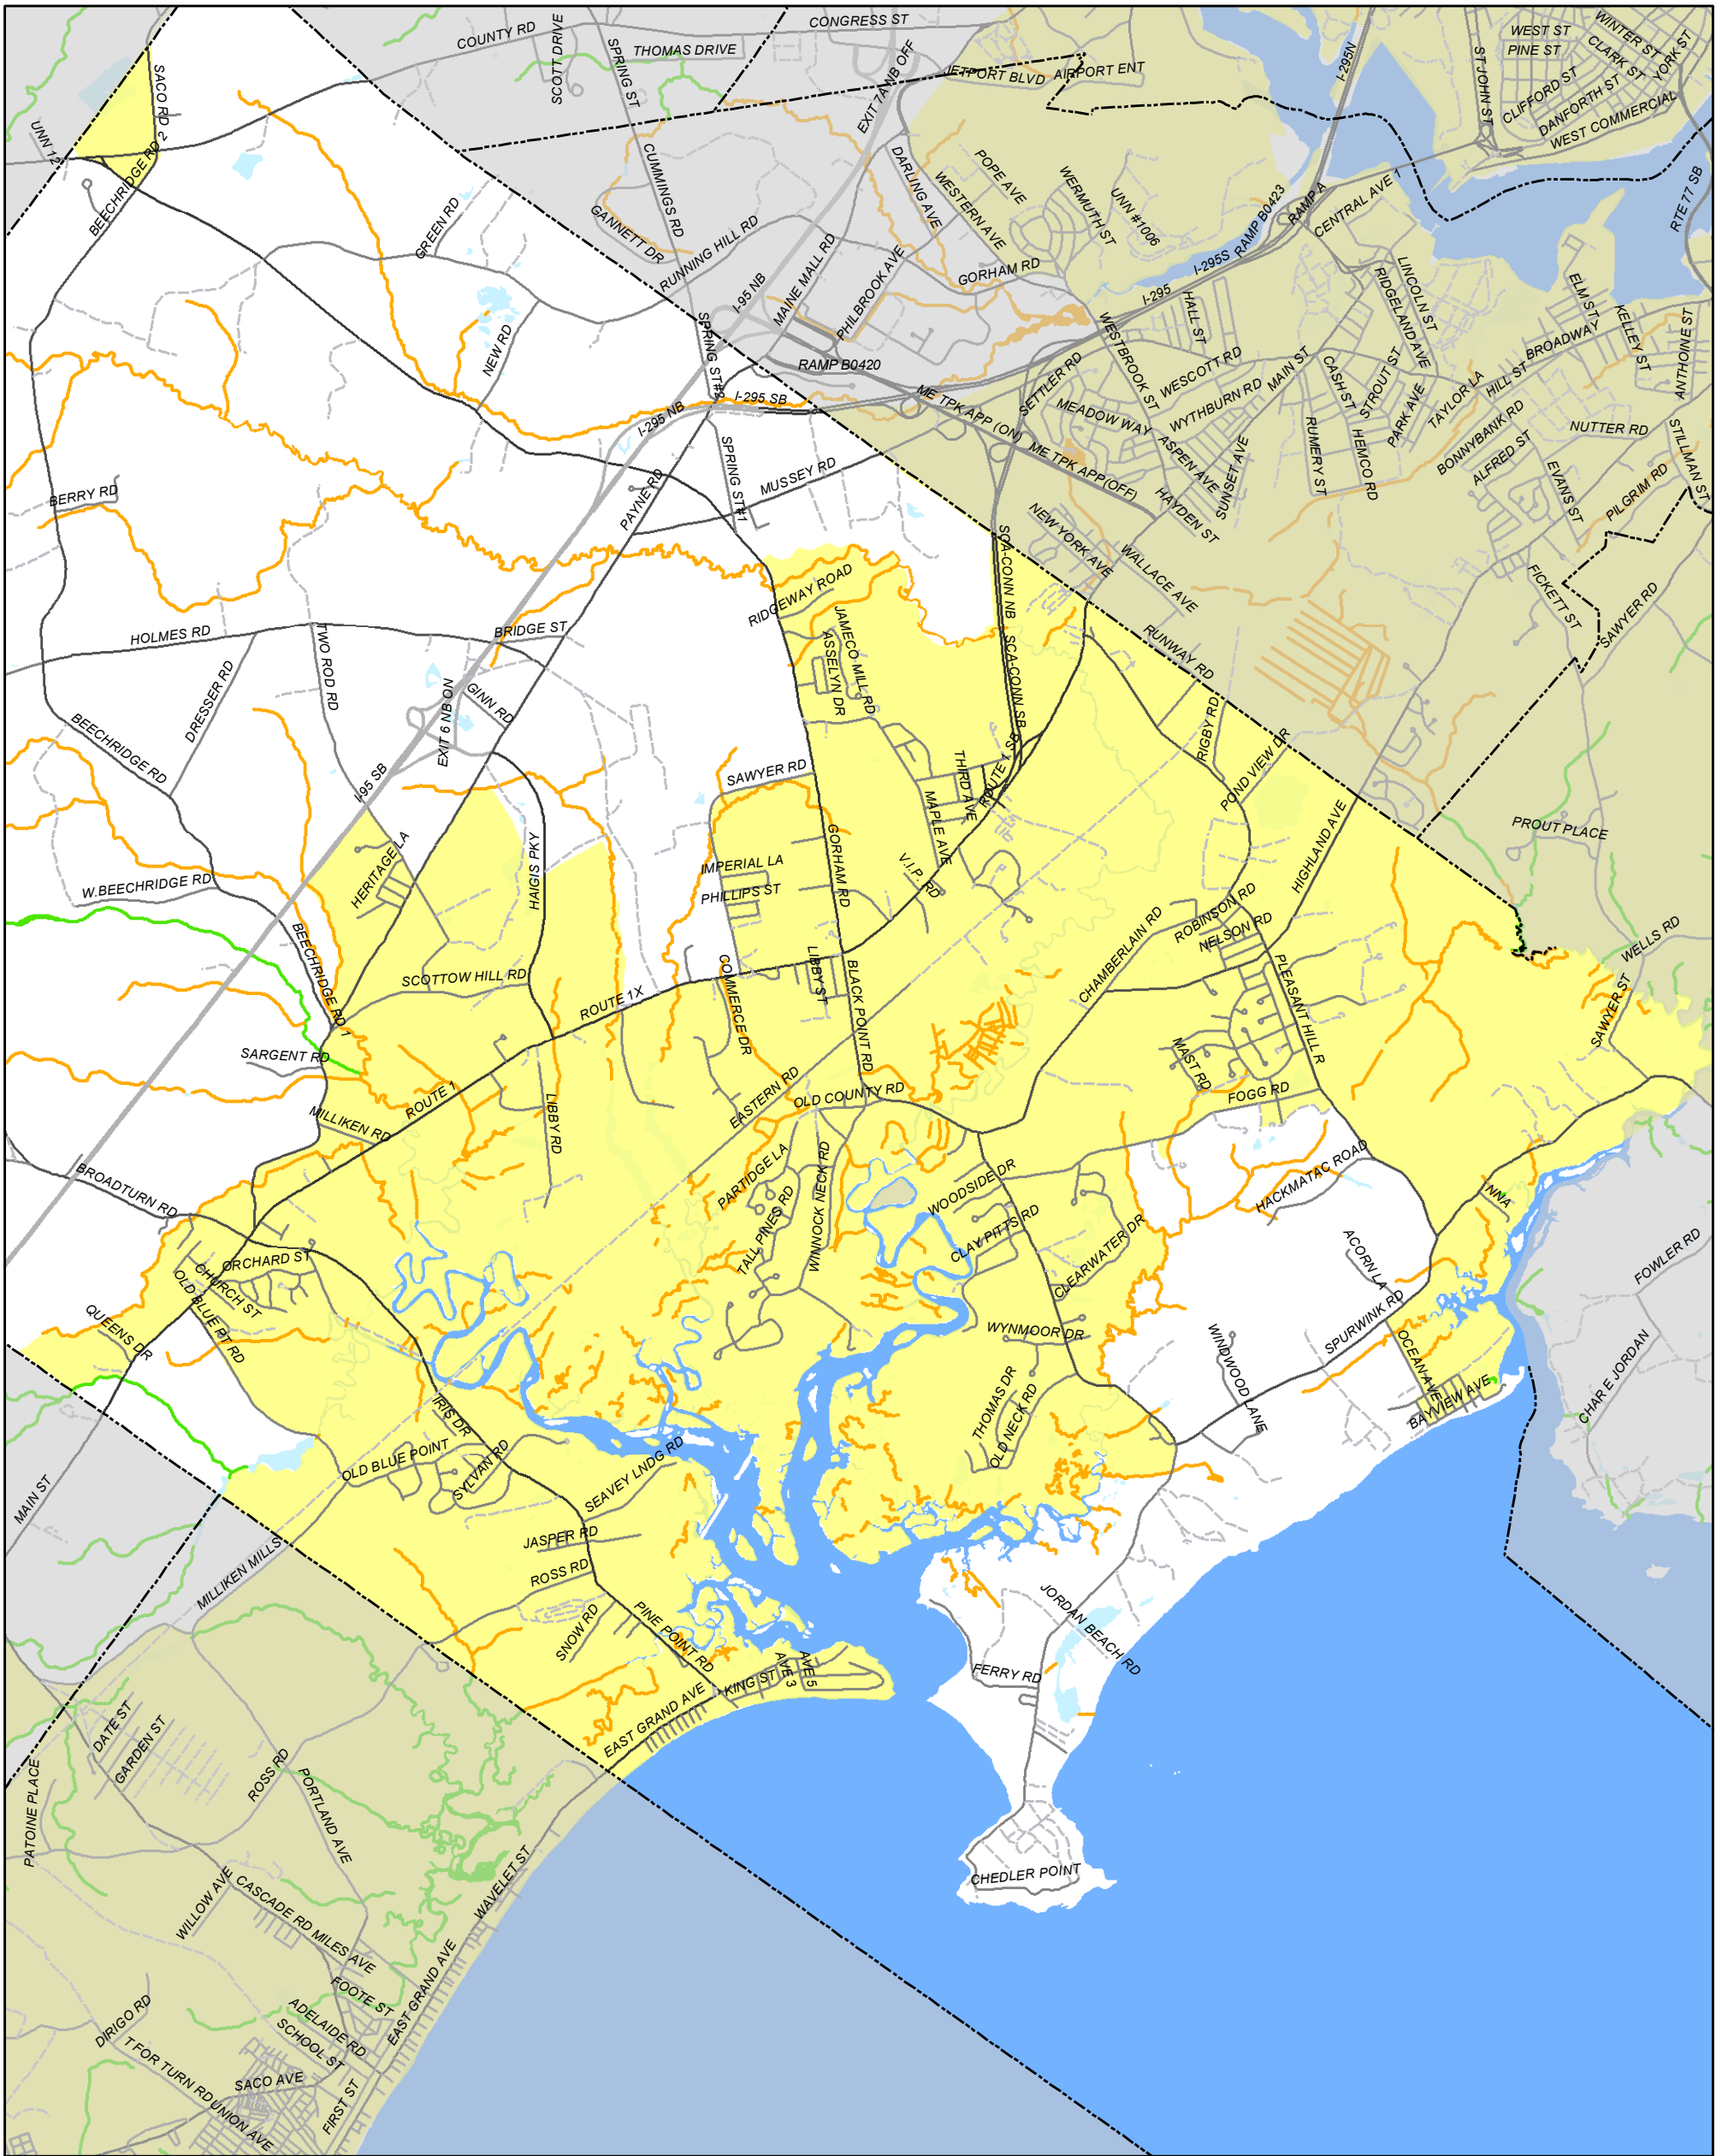 COUNTY RD
SCOTT DRIVE
SPRING ST
THOMAS DRIVE
CONGRESS ST
EXIT 7A NB OFF
JETPORT BLVD
AIRPORT ENT
I-295N
ST JOHN ST
WEST ST
PINE ST
WINTER ST
CLARK ST
YORK ST
CLIFFORD ST
DANFORTH ST
WEST COMMERCIAL
SACO RD
UNN 12
BEECHRIDGE RD 2
CUMMINGS RD
GANNETT DR
GREEN RD
RUNNING HILL RD
DARLING AVE
WESTERN AVE
POPE AVE
WERMUTH ST
UNN #1006
RAMP B0423
RAMP A
CENTRAL AVE 1
RTE 77 SB
I-95 NB
MAINE MALL RD
PHILBROOK AVE
GORHAM RD
I-295S
I-295
HALL ST
LINCOLN ST
RIDGELAND AVE
ELM ST
KELLEY ST
BROADWAY
ANTHOINE ST
NEW RD
SPRING ST#2
RAMP B0420
I-295 SB
I-295 NB
ME TPK APP (ON)
SETTLER RD
WESTBROOK ST
WESCOTT RD
MAIN ST
CASH ST
STROUT ST
PARK AVE
TAYLOR LA
HILL ST
MEADOW WAY
WYTHBURN RD
ASPEN AVE
SUNSET AVE
RUMERY ST
HEMCO RD
BONNYBANK RD
ALFRED ST
NUTTER RD
STILLMAN ST
EVANS ST
PILGRIM RD
ME TPK APP(OFF)
HAYDEN ST
BERRY RD
PAYNE RD
SPRING ST#1
MUSSEY RD
SCA-CONN NB
NEW YORK AVE
WALLACE AVE
FICKETT ST
SAWYER RD
RIDGEWAY ROAD
JAMECO MILL RD
ASSELYN DR
SCA-CONN SB
RUNWAY RD
HOLMES RD
TWO ROD RD
BRIDGE ST
DRESSER RD
EXIT 6 NB ON
GINN RD
BEECHRIDGE RD
I-95 SB
SAWYER RD
THIRD AVE
ROUTE 1 SB
RIGBY RD
POND VIEW DR
PROUT PLACE
HIGHLAND AVE
MAPLE AVE
GORHAM RD
HERITAGE LA
HAIGIS PKY
IMPERIAL LA
PHILLIPS ST
V.I.P. RD
W.BEECHRIDGE RD
BEECHRIDGE RD 1
SCOTTOW HILL RD
ROUTE 1X
COMMERCE DR
LIBBY ST
BLACK POINT RD
CHAMBERLAIN RD
ROBINSON RD
NELSON RD
PLEASANT HILL R
WELLS RD
SAWYER ST
SARGENT RD
MILLIKEN RD
ROUTE 1
LIBBY RD
EASTERN RD
OLD COUNTY RD
MAST RD
FOGG RD
BROADTURN RD
PARTIDGE LA
TALL PINES RD
WINNOCK NECK RD
WOODSIDE DR
CLAY PITTS RD
CLEARWATER DR
HACKMATAC ROAD
NNA
ACORN LA
FOWLER RD
ORCHARD ST
CHURCH ST
OLD BLUE PT RD
QUEENS DR
WYNMOOR DR
WINDWOOD LANE
SPURWINK RD
OCEAN AVE
BAYVIEW AVE
CHAR E JORDAN
MAIN ST
IRIS DR
OLD BLUE POINT
SYLVAN RD
SEAVEY LNDG RD
THOMAS DR
OLD NECK RD
JASPER RD
ROSS RD
MILLIKEN MILLS
SNOW RD
PINE POINT RD
JORDAN BEACH RD
FERRY RD
KING ST
AVE 3
AVE 5
EAST GRAND AVE
DATE ST
GARDEN ST
ROSS RD
PORTLAND AVE
PATOINE PLACE
CHEDLER POINT
WAVELET ST
WILLOW AVE
CASCADE RD
MILES AVE
EAST GRAND AVE
FOOTE ST
ADELAIDE RD
SCHOOL ST
DIRIGO RD
T FOR TURN RD
SACO AVE
UNION AVE
FIRST ST